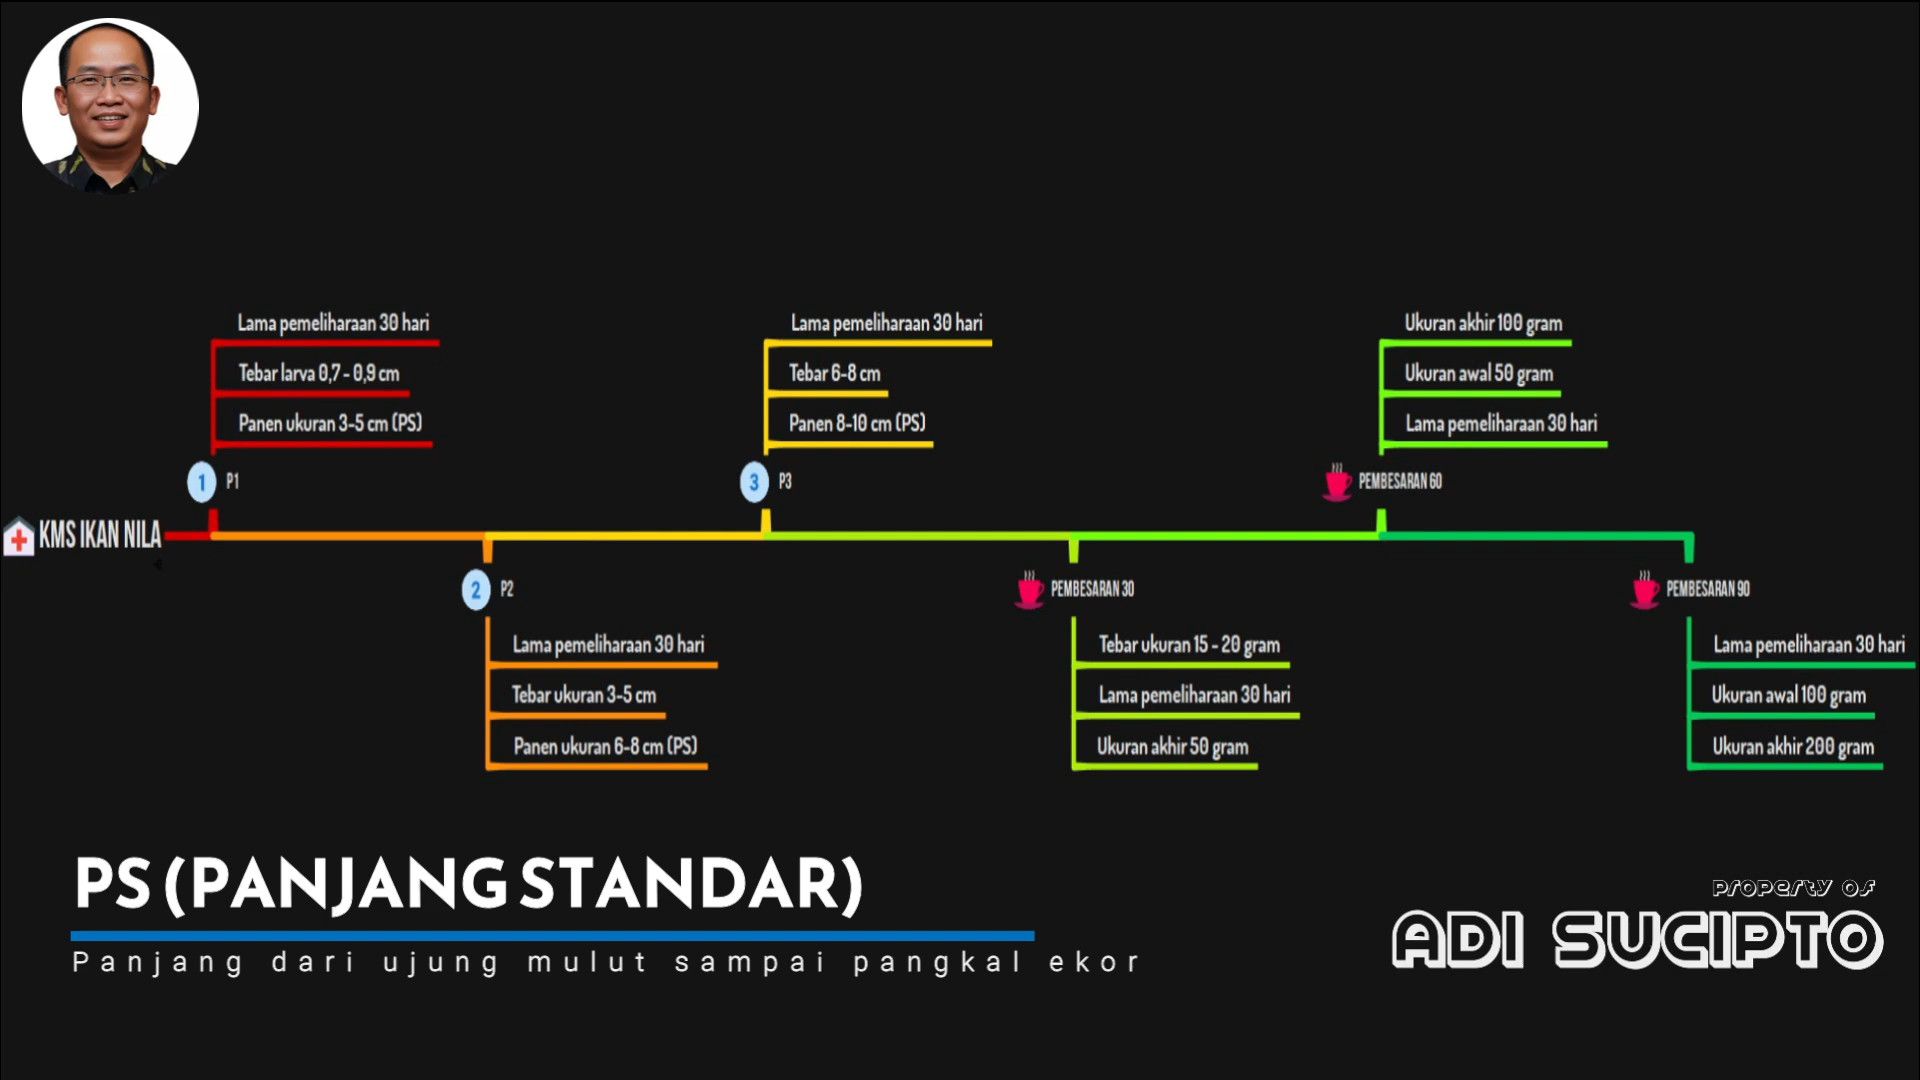 KMS IKAN NILA
1 P1
Lama pemeliharaan 30 hari
Tebar larva 0,7 - 0,9 cm
Panen ukuran 3-5 cm (PS)
2 P2
Lama pemeliharaan 30 hari
Tebar ukuran 3-5 cm
Panen ukuran 6-8 cm (PS)
3 P3
Lama pemeliharaan 30 hari
Tebar 6-8 cm
Panen 8-10 cm (PS)
PEMBESARAN 30
Tebar ukuran 15 - 20 gram
Lama pemeliharaan 30 hari
Ukuran akhir 50 gram
PEMBESARAN 60
Ukuran akhir 100 gram
Ukuran awal 50 gram
Lama pemeliharaan 30 hari
PEMBESARAN 90
Lama pemeliharaan 30 hari
Ukuran awal 100 gram
Ukuran akhir 200 gram
PS (PANJANG STANDAR)
Panjang dari ujung mulut sampai pangkal ekor
Property of
ADI SUCIPTO